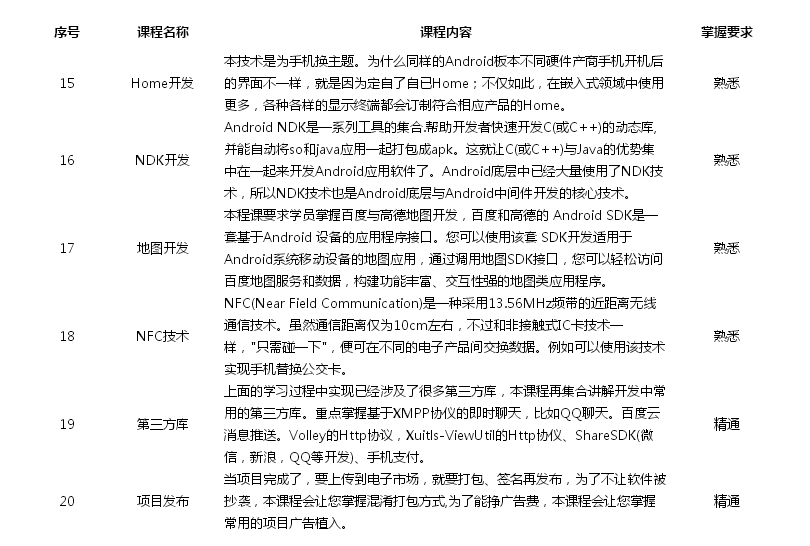 序号 课程名称 课程内容 掌握要求
本技术是为手机换主题。为什么同样的Android板本不同硬件产商手机开机后
15 Home开发 的界面不一样，就是因为定自了自已Home；不仅如此，在嵌入式领域中使用 熟悉
更多，各种各样的显示终端都会订制符合相应产品的Home。
Android NDK是一系列工具的集合.帮助开发者快速开发C(或C++)的动态库,
并能自动将so和java应用一起打包成apk。这就让C(或C++)与Java的优势集
16 NDK开发 熟悉
中在一起来开发Android应用软件了。Android底层中已经大量使用了NDK技
术，所以NDK技术也是Android底层与Android中间件开发的核心技术。
本程课要求学员掌握百度与高德地图开发，百度和高德的 Android SDK是一
套基于Android 设备的应用程序接口。您可以使用该套 SDK开发适用于
17 地图开发 熟悉
Android系统移动设备的地图应用，通过调用地图SDK接口，您可以轻松访问
百度地图服务和数据，构建功能丰富、交互性强的地图类应用程序。
NFC(Near Field Communication)是一种采用13.56MHz频带的近距离无线
通信技术。虽然通信距离仅为10cm左右，不过和非接触式IC卡技术一
18 NFC技术 熟悉
样，"只需碰一下"，便可在不同的电子产品间交换数据。例如可以使用该技术
实现手机替换公交卡。
上面的学习过程中实现已经涉及了很多第三方库，本课程再集合讲解开发中常
用的第三方库。重点掌握基于XMPP协仪的即时聊天，比如QQ聊天。百度云
19 第三方库 精通
消息推送。Volley的Http协议，Xuitls-ViewUtil的Http协仪、ShareSDK(微
信，新浪，QQ等开发)、手机支付。
当项目完成了，要上传到电子市场，就要打包、签名再发布，为了不让软件被
20 项目发布 抄袭，本课程会让您掌握混淆打包方式,为了能挣广告费，本课程会让您掌握 精通
常用的项目广告植入。